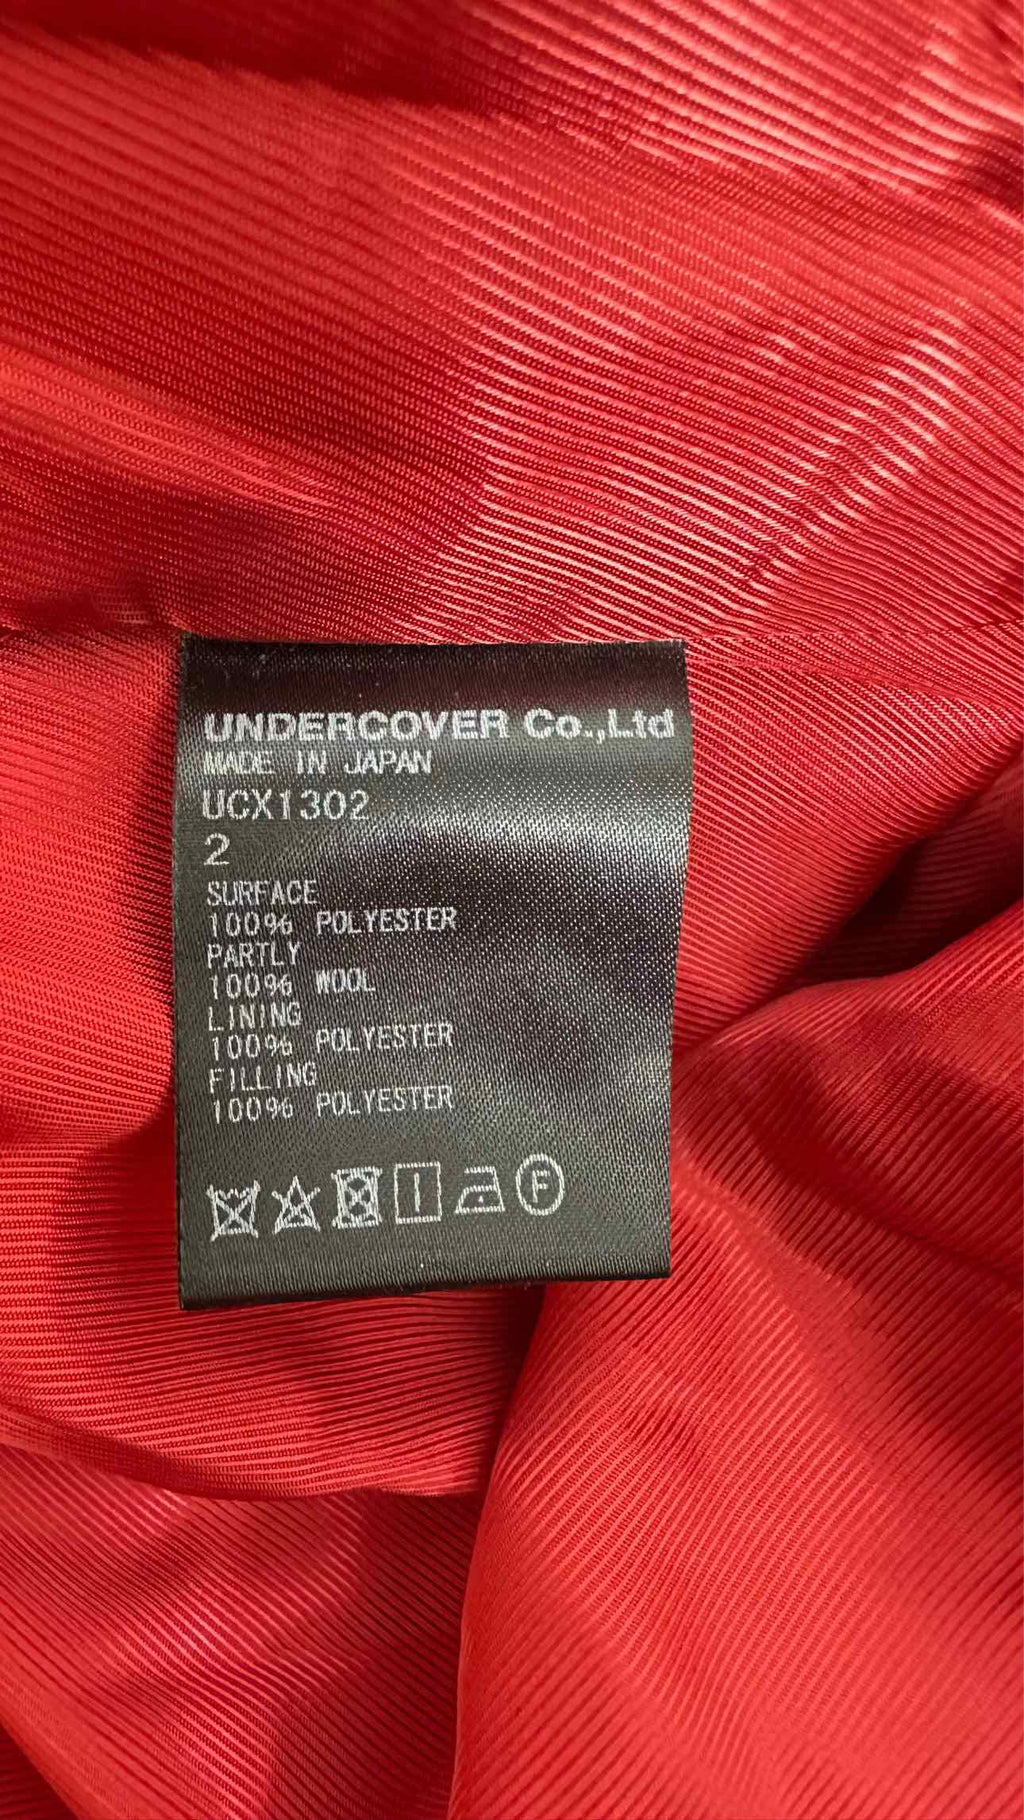 UNDERCOVER Co.,Ltd
MADE IN JAPAN
UCX1302
2
SURFACE
100% POLYESTER
PARTLY
100% WOOL
LINING
100% POLYESTER
FILLING
100% POLYESTER
F